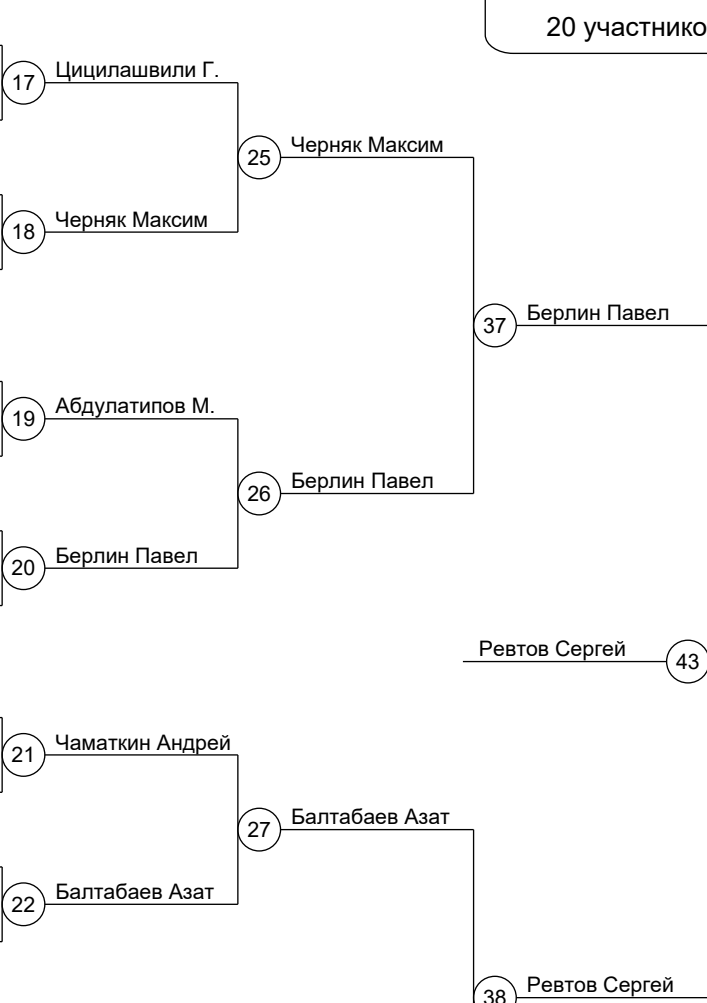 20 участнико
17 Цицилашвили Г.
25 Черняк Максим
18 Черняк Максим
37 Берлин Павел
19 Абдулатипов М.
26 Берлин Павел
20 Берлин Павел
Ревтов Сергей 43
21 Чаматкин Андрей
27 Балтабаев Азат
22 Балтабаев Азат
38 Ревтов Сергей